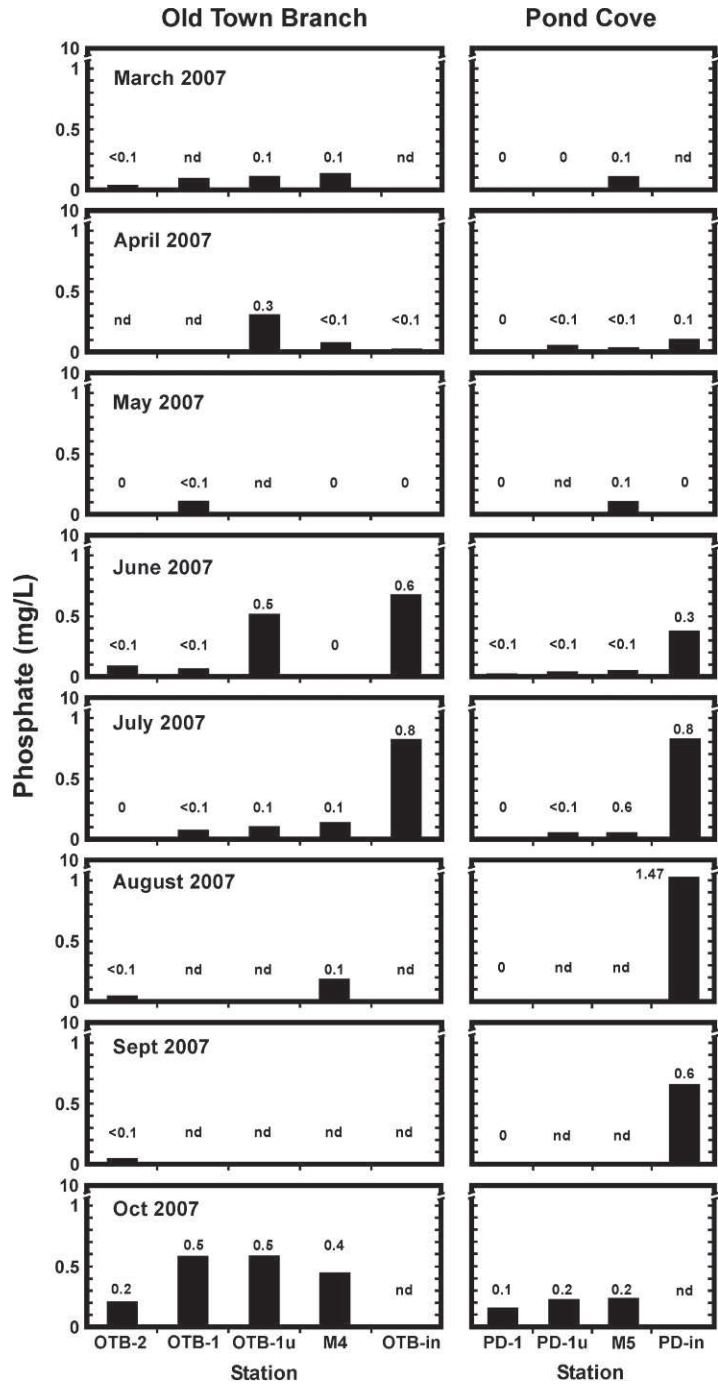 Old Town Branch Pond Cove
Phosphate (mg/L)
10
1
March 2007
0.5
<0.1 nd 0.1 0.1 nd 0 0 0.1 nd
0
10
1
April 2007
0.5
0.3
nd nd <0.1 <0.1 0 <0.1 <0.1 0.1
0
10
1
May 2007
0.5
0 <0.1 nd 0 0 0 nd 0.1 0
0
10
1
June 2007
0.6
0.5
0.5
0.3
<0.1 <0.1 0 <0.1 <0.1 <0.1
0
10
1
July 2007
0.8 0.8
0.5
0 <0.1 0.1 0.1 0 <0.1 0.6
0
10
1
August 2007
1.47
0.5
<0.1 nd nd 0.1 nd 0 nd nd
0
10
1
Sept 2007
0.6
0.5
<0.1 nd nd nd nd 0 nd nd
0
10
1
Oct 2007
0.5 0.5 0.4
0.5
0.2 nd 0.1 0.2 0.2 nd
0
OTB-2 OTB-1 OTB-1u M4 OTB-in PD-1 PD-1u M5 PD-in
Station Station